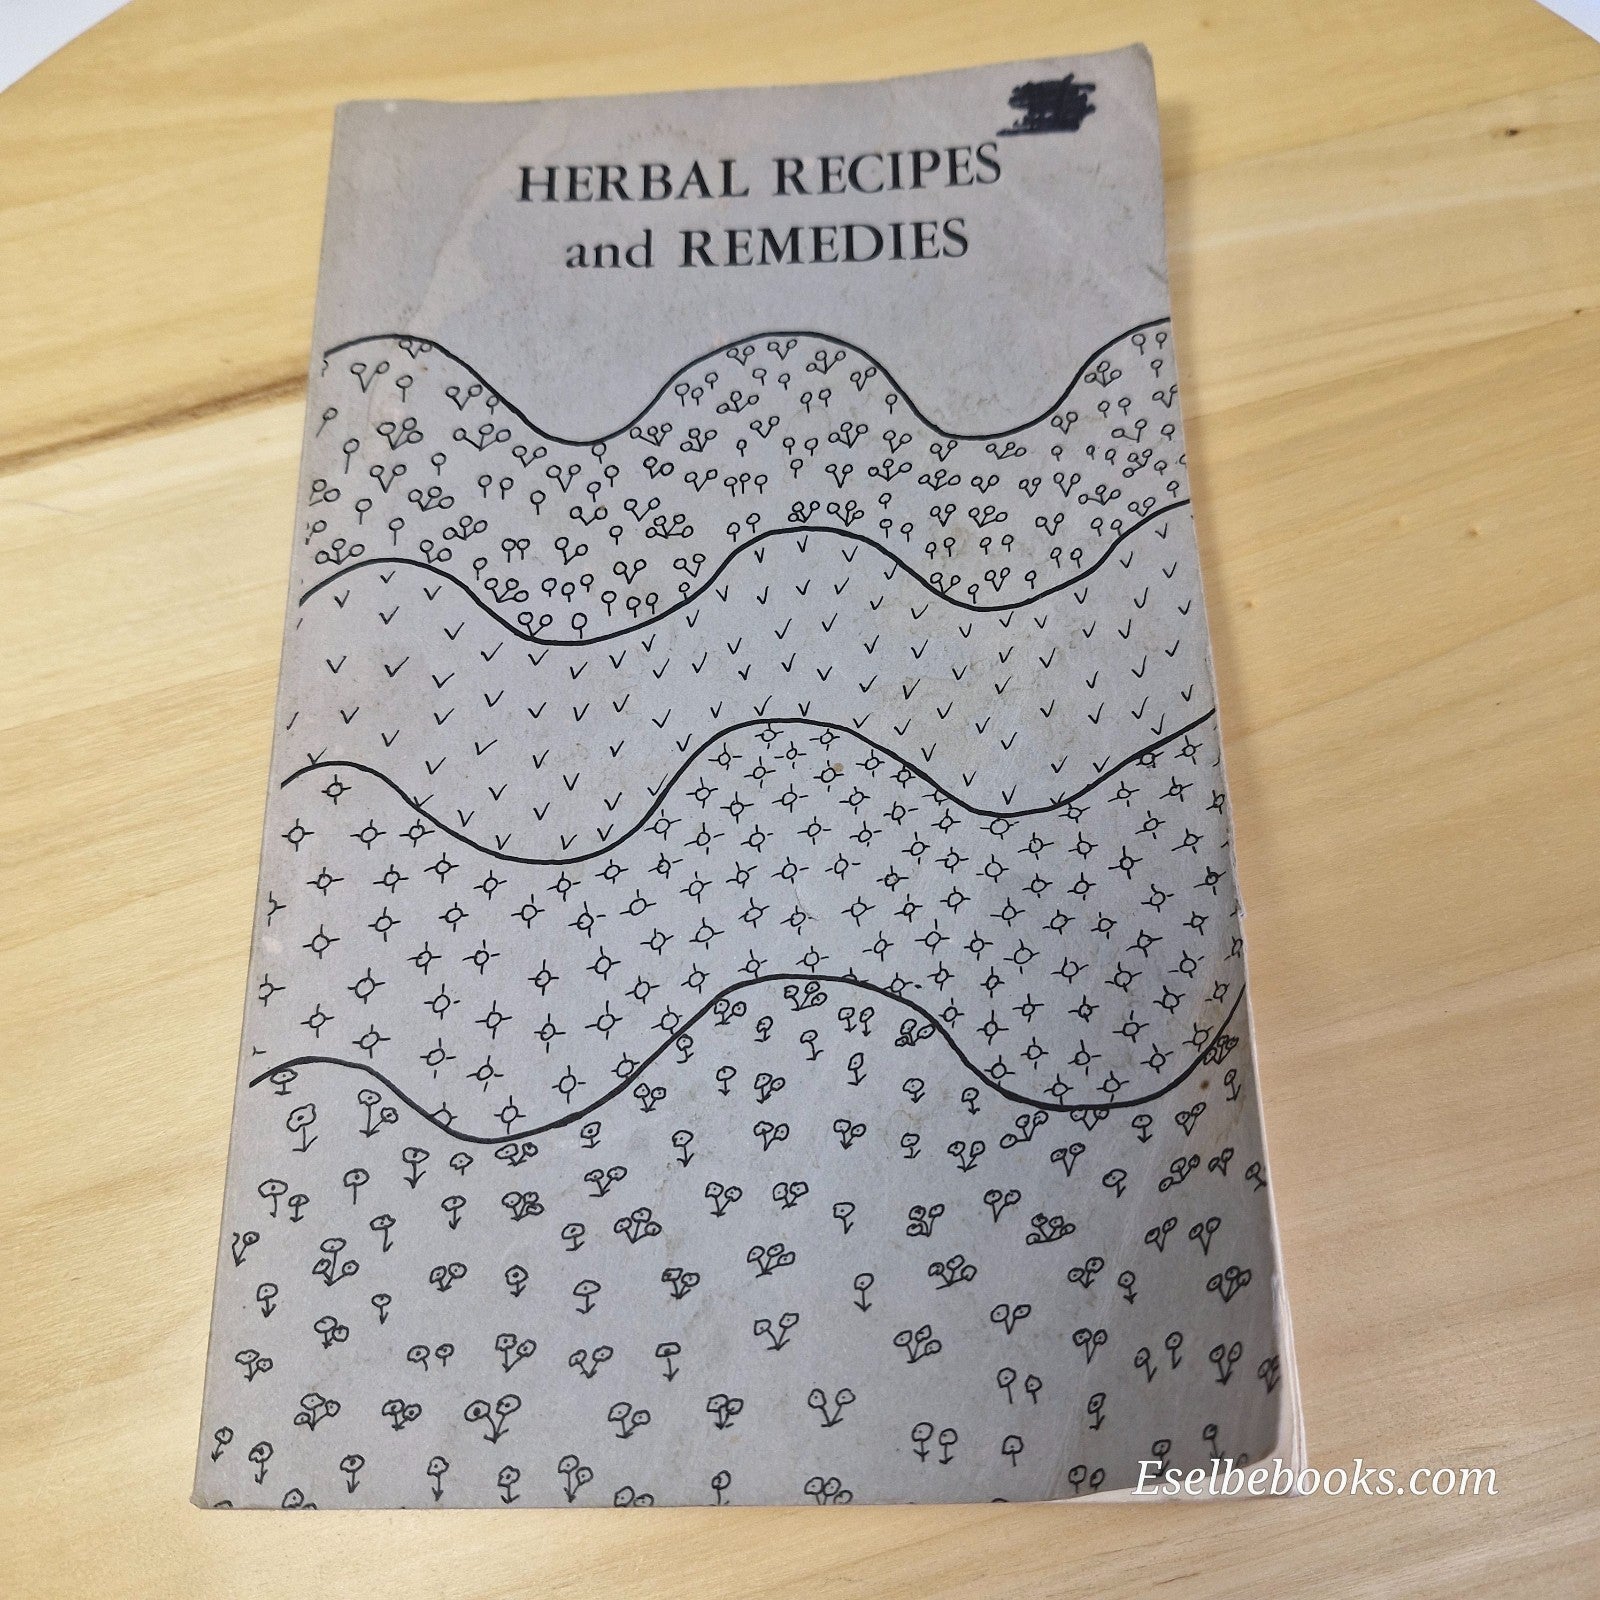 HERBAL RECIPES
and REMEDIES
Eselbebooks.com